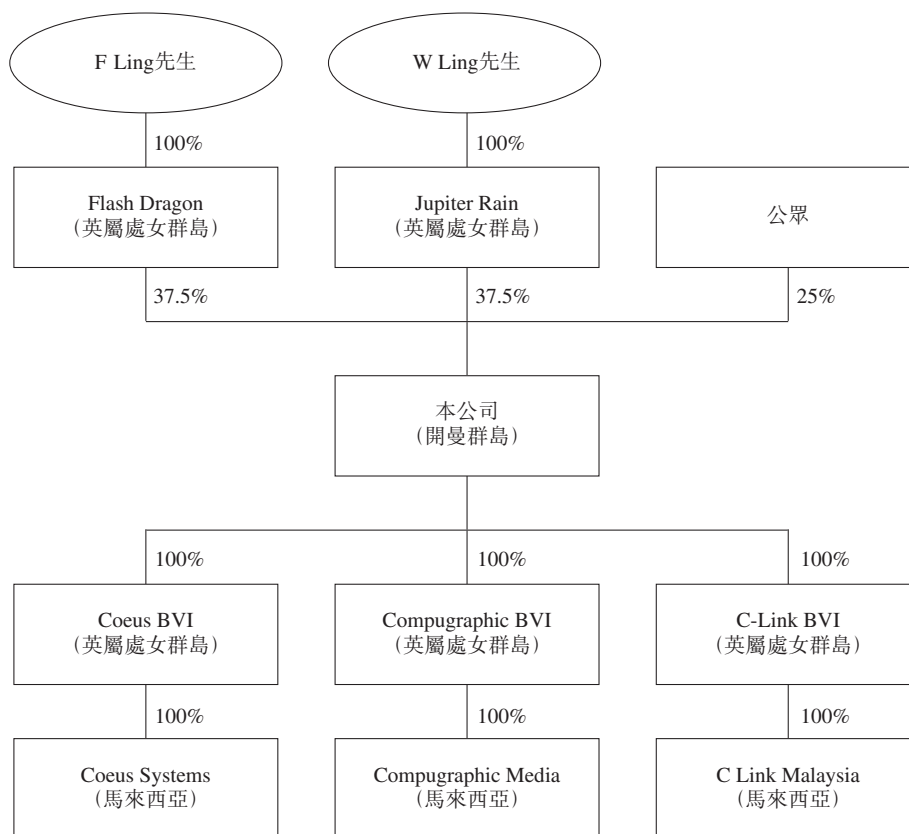 F Ling先生
W Ling先生
100%
100%
Flash Dragon
(英屬處女群島)
Jupiter Rain
(英屬處女群島)
公眾
37.5%
37.5%
25%
本公司
(開曼群島)
100%
100%
100%
Coeus BVI
(英屬處女群島)
Compugraphic BVI
(英屬處女群島)
C-Link BVI
(英屬處女群島)
100%
100%
100%
Coeus Systems
(馬來西亞)
Compugraphic Media
(馬來西亞)
C Link Malaysia
(馬來西亞)